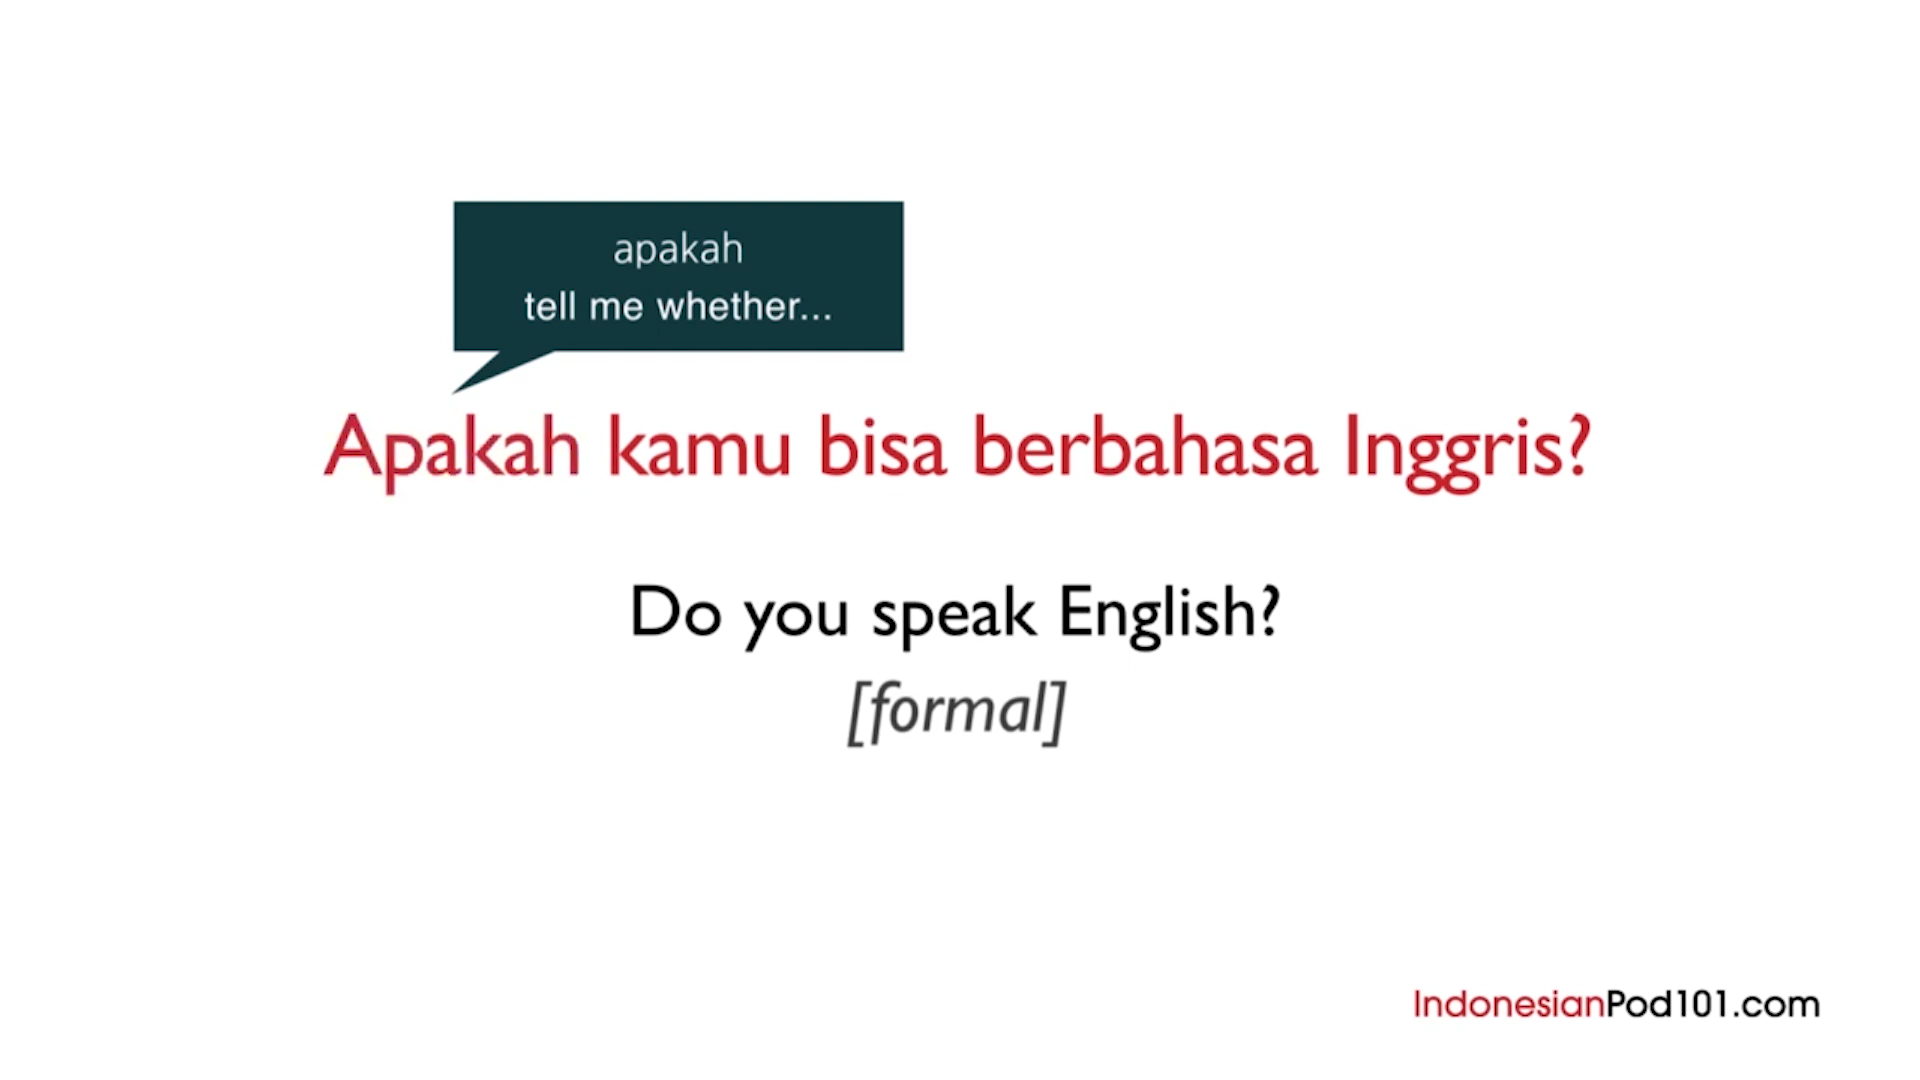 apakah
tell me whether...
Apakah kamu bisa berbahasa Inggris?
Do you speak English?
[formal]
IndonesianPod101.com